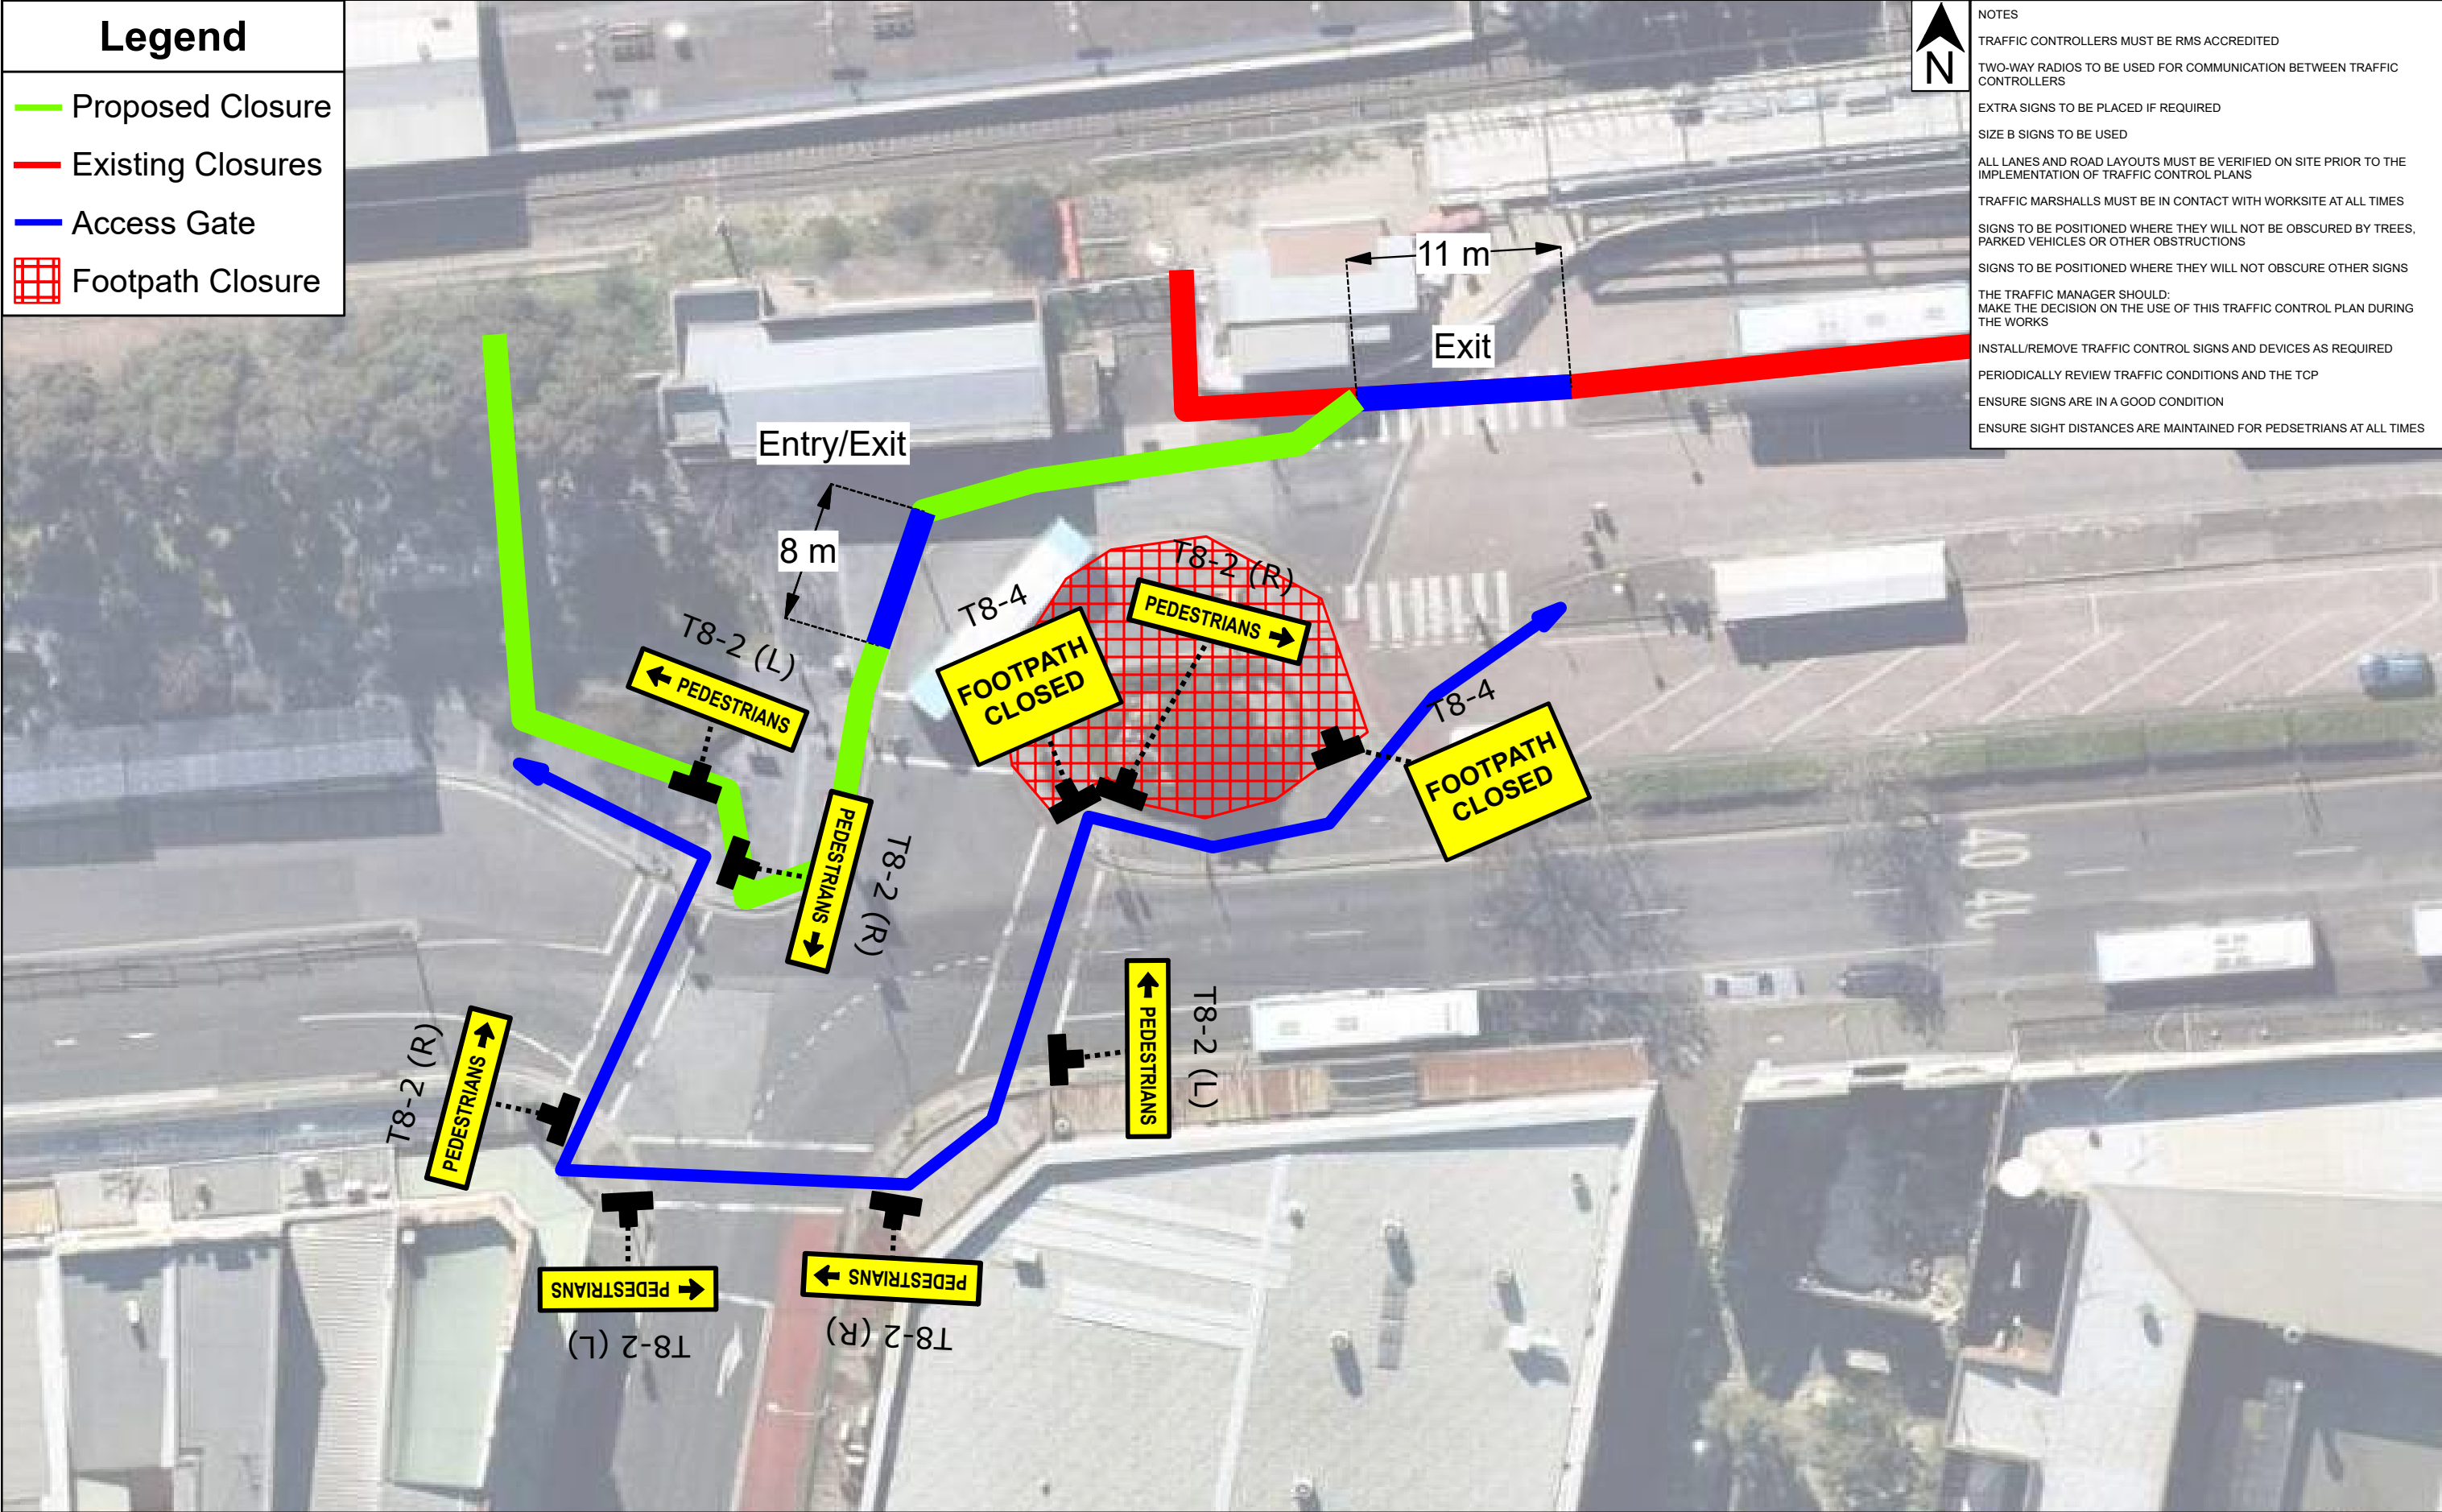 Legend
Proposed Closure
Existing Closures
Access Gate
Footpath Closure
N
NOTES
TRAFFIC CONTROLLERS MUST BE RMS ACCREDITED
TWO-WAY RADIOS TO BE USED FOR COMMUNICATION BETWEEN TRAFFIC
CONTROLLERS
EXTRA SIGNS TO BE PLACED IF REQUIRED
SIZE B SIGNS TO BE USED
ALL LANES AND ROAD LAYOUTS MUST BE VERIFIED ON SITE PRIOR TO THE
IMPLEMENTATION OF TRAFFIC CONTROL PLANS
TRAFFIC MARSHALLS MUST BE IN CONTACT WITH WORKSITE AT ALL TIMES
SIGNS TO BE POSITIONED WHERE THEY WILL NOT BE OBSCURED BY TREES,
PARKED VEHICLES OR OTHER OBSTRUCTIONS
SIGNS TO BE POSITIONED WHERE THEY WILL NOT OBSCURE OTHER SIGNS
THE TRAFFIC MANAGER SHOULD:
MAKE THE DECISION ON THE USE OF THIS TRAFFIC CONTROL PLAN DURING
THE WORKS
INSTALL/REMOVE TRAFFIC CONTROL SIGNS AND DEVICES AS REQUIRED
PERIODICALLY REVIEW TRAFFIC CONDITIONS AND THE TCP
ENSURE SIGNS ARE IN A GOOD CONDITION
ENSURE SIGHT DISTANCES ARE MAINTAINED FOR PEDSETRIANS AT ALL TIMES
11 m
Exit
Entry/Exit
8 m
T8-2 (R)
PEDESTRIANS
T8-4
FOOTPATH
CLOSED
T8-2 (L)
PEDESTRIANS
T8-4
FOOTPATH
CLOSED
PEDESTRIANS
T8-2 (R)
40 40
T8-2 (R)
PEDESTRIANS
PEDESTRIANS
T8-2 (L)
PEDESTRIANS
T8-2 (L)
PEDESTRIANS
T8-2 (R)